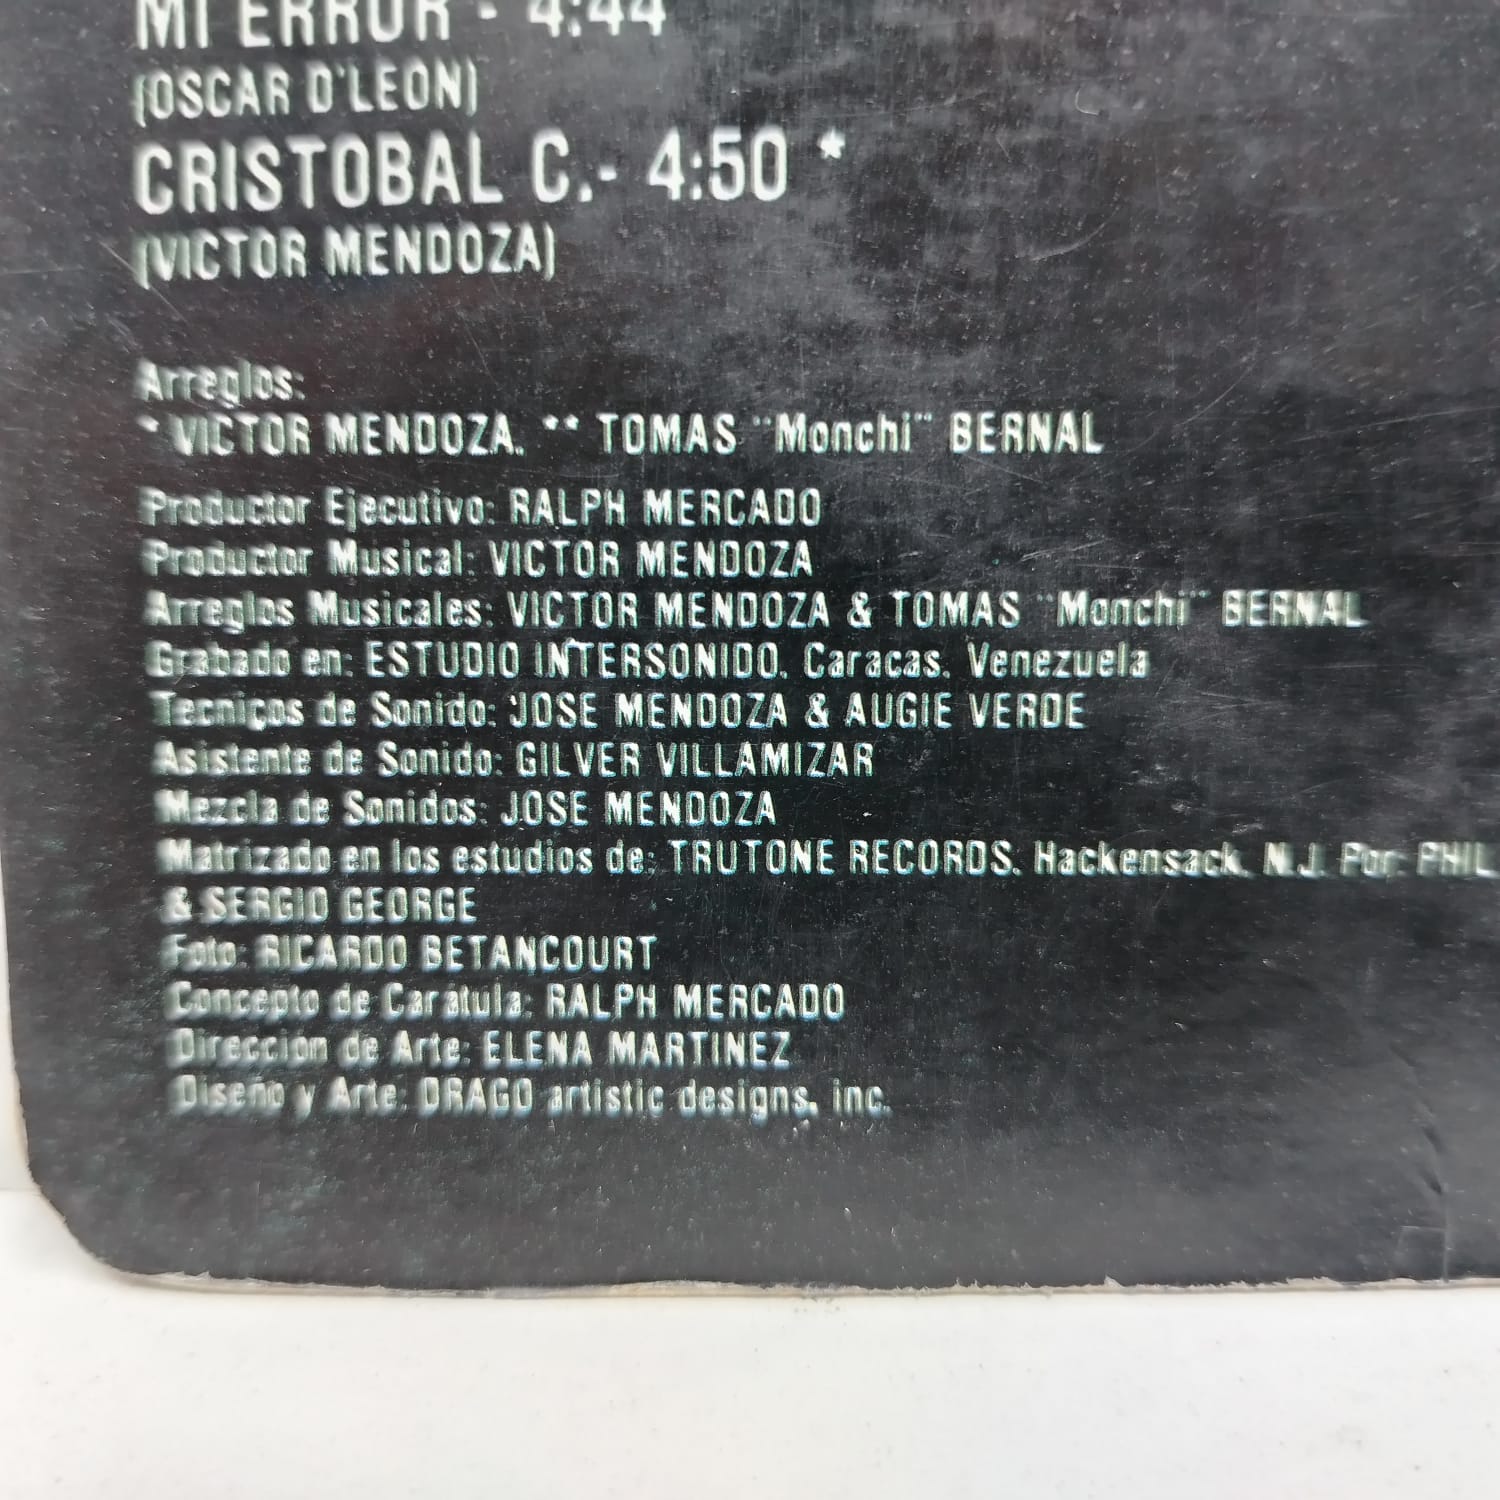 MI ERROR - 4:44
(OSCAR D'LEON)
CRISTOBAL C.- 4:50 *
(VICTOR MENDOZA)
Arreglos:
* VICTOR MENDOZA. ** TOMAS "Monchi" BERNAL
Productor Ejecutivo: RALPH MERCADO
Productor Musical: VICTOR MENDOZA
Arreglos Musicales: VICTOR MENDOZA & TOMAS "Monchi" BERNAL
Grabado en: ESTUDIO INTERSONIDO. Caracas. Venezuela
Tecnicos de Sonido: JOSE MENDOZA & AUGIE VERDE
Asistente de Sonido: GILVER VILLAMIZAR
Mezcla de Sonidos: JOSE MENDOZA
Matrizado en los estudios de: TRUTONE RECORDS. Hackensack. N.J. Por: PHIL
& SERGIO GEORGE
Foto: RICARDO BETANCOURT
Concepto de Carátula: RALPH MERCADO
Direccion de Arte: ELENA MARTINEZ
Diseño y Arte: DRAGO artistic designs, inc.